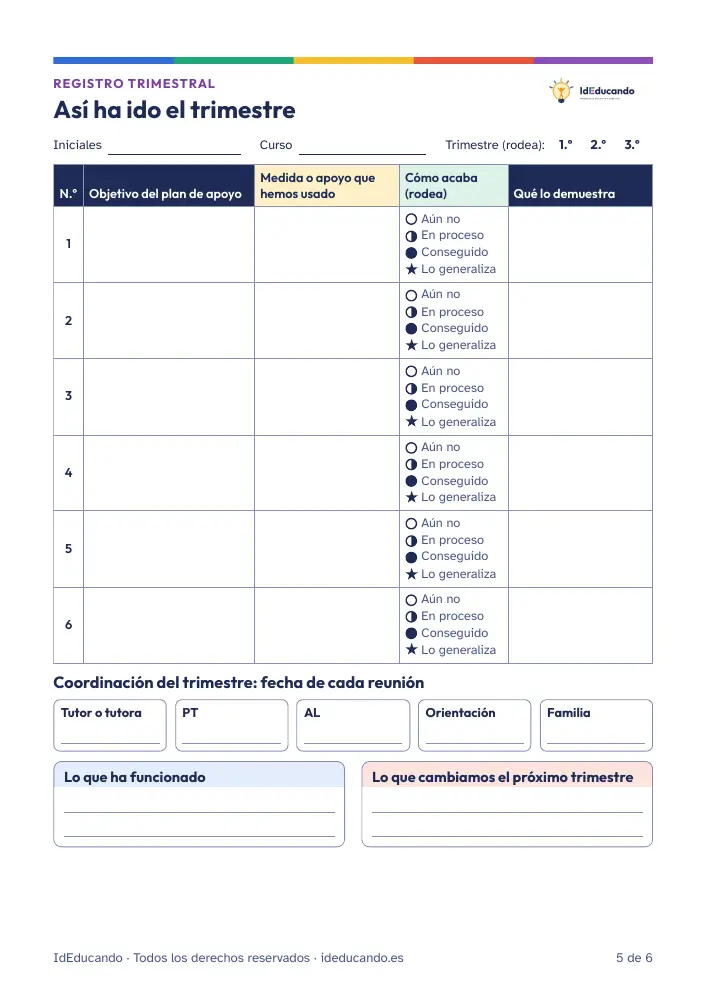 REGISTRO TRIMESTRAL
IdEducando
Así ha ido el trimestre
Iniciales
Curso
Trimestre (rodea): 1.º 2.º 3.º
N.º
Objetivo del plan de apoyo
Medida o apoyo que
hemos usado
Cómo acaba
(rodea)
Qué lo demuestra
1
Aún no
En proceso
Conseguido
Lo generaliza
2
Aún no
En proceso
Conseguido
Lo generaliza
3
Aún no
En proceso
Conseguido
Lo generaliza
4
Aún no
En proceso
Conseguido
Lo generaliza
5
Aún no
En proceso
Conseguido
Lo generaliza
6
Aún no
En proceso
Conseguido
Lo generaliza
Coordinación del trimestre: fecha de cada reunión
Tutor o tutora
PT
AL
Orientación
Familia
Lo que ha funcionado
Lo que cambiamos el próximo trimestre
IdEducando · Todos los derechos reservados · ideducando.es
5 de 6